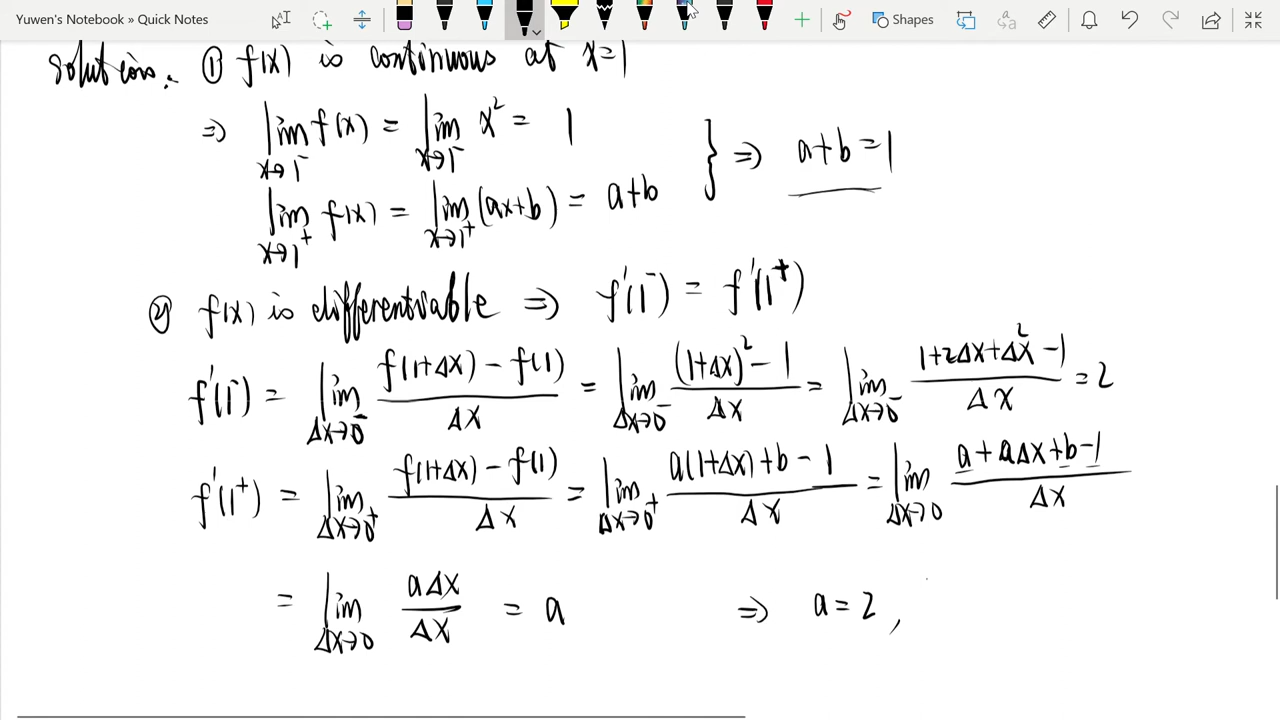 Yuwen's Notebook » Quick Notes
Shapes
Solution: ① f(x) is continuous at x=1
⇒ lim_{x→1⁻} f(x) = lim_{x→1⁻} x² = 1
lim_{x→1⁺} f(x) = lim_{x→1⁺} (ax+b) = a+b } ⇒ a+b=1
② f(x) is differentiable ⇒ f'(1⁻) = f'(1⁺)
f'(1⁻) = lim_{Δx→0⁻} (f(1+Δx) − f(1))/Δx = lim_{Δx→0⁻} ((1+Δx)² − 1)/Δx = lim_{Δx→0⁻} (1+2Δx+Δx² −1)/Δx = 2
f'(1⁺) = lim_{Δx→0⁺} (f(1+Δx) − f(1))/Δx = lim_{Δx→0⁺} (a(1+Δx)+b − 1)/Δx = lim_{Δx→0} (a+aΔx+b−1)/Δx
= lim_{Δx→0} aΔx/Δx = a ⇒ a=2,